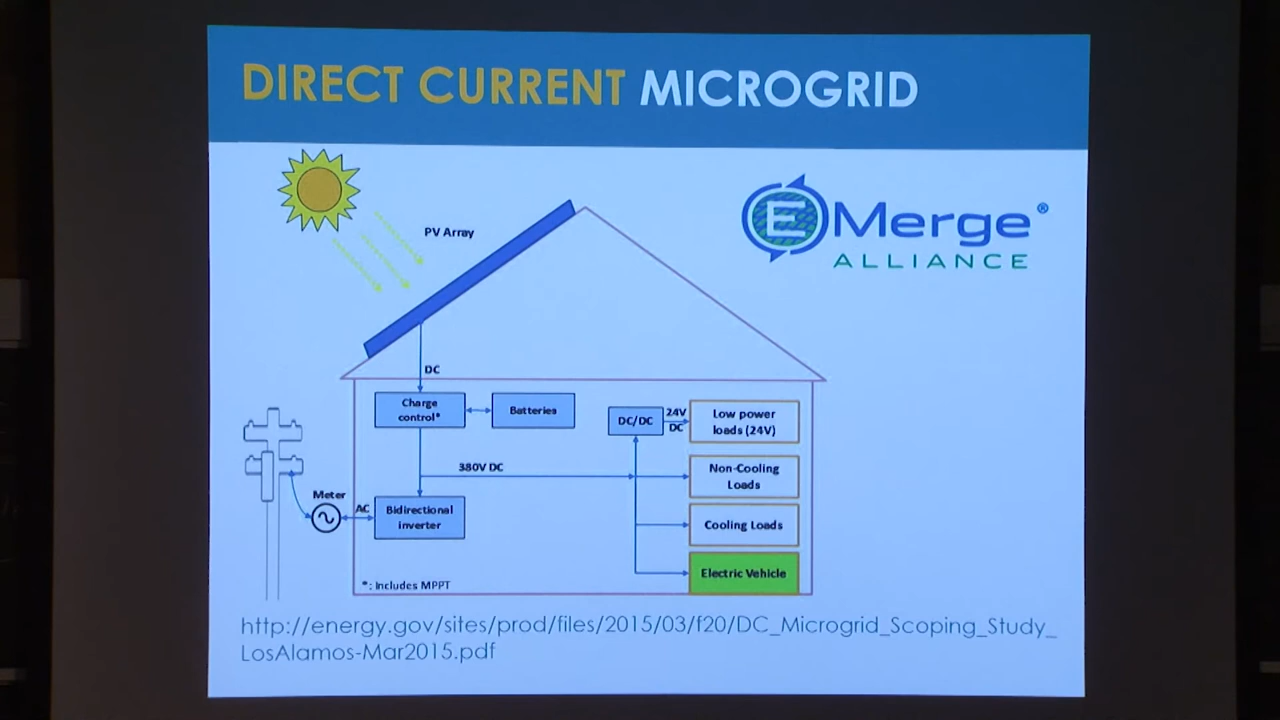 DIRECT CURRENT MICROGRID
PV Array
EMerge®
ALLIANCE
DC
Charge
control*
Batteries
DC/DC
24V
DC
Low power
loads (24V)
380V DC
Non-Cooling
Loads
Meter
AC
Bidirectional
inverter
Cooling Loads
Electric Vehicle
*: Includes MPPT
http://energy.gov/sites/prod/files/2015/03/f20/DC_Microgrid_Scoping_Study_
LosAlamos-Mar2015.pdf